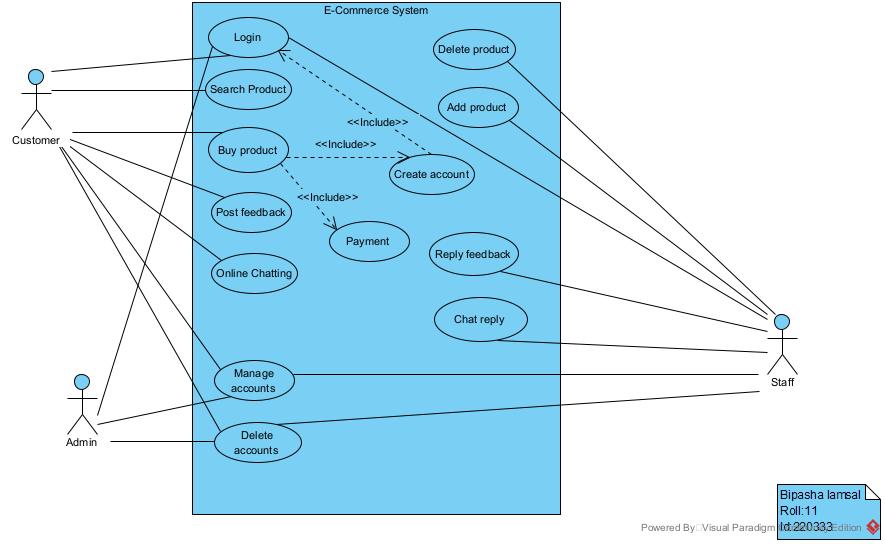 E-Commerce System
Login
Delete product
Search Product
Add product
<<Include>>
Customer
Buy product
<<Include>>
Create account
<<Include>>
Post feedback
Payment
Reply feedback
Online Chatting
Chat reply
Manage
accounts
Staff
Admin
Delete
accounts
Bipasha lamsal
Roll:11
Id:220333
Powered By Visual Paradigm Community Edition